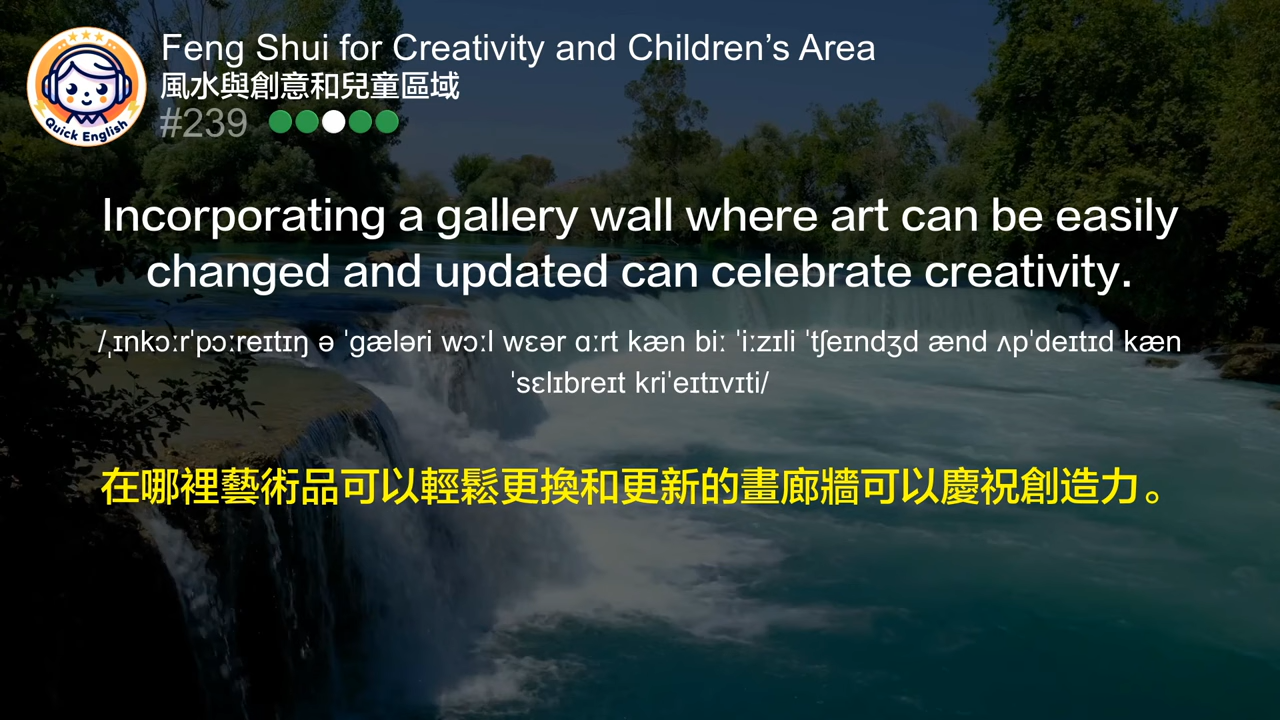 Quick English
Feng Shui for Creativity and Children’s Area
風水與創意和兒童區域
#239
Incorporating a gallery wall where art can be easily
changed and updated can celebrate creativity.
/ˌɪnkɔːrˈpɔːreɪtɪŋ ə ˈɡæləri wɔːl wɛər ɑːrt kæn biː ˈiːzɪli ˈtʃeɪndʒd ænd ʌpˈdeɪtɪd kæn
ˈsɛlɪbreɪt kriˈeɪtɪvɪti/
在哪裡藝術品可以輕鬆更換和更新的畫廊牆可以慶祝創造力。